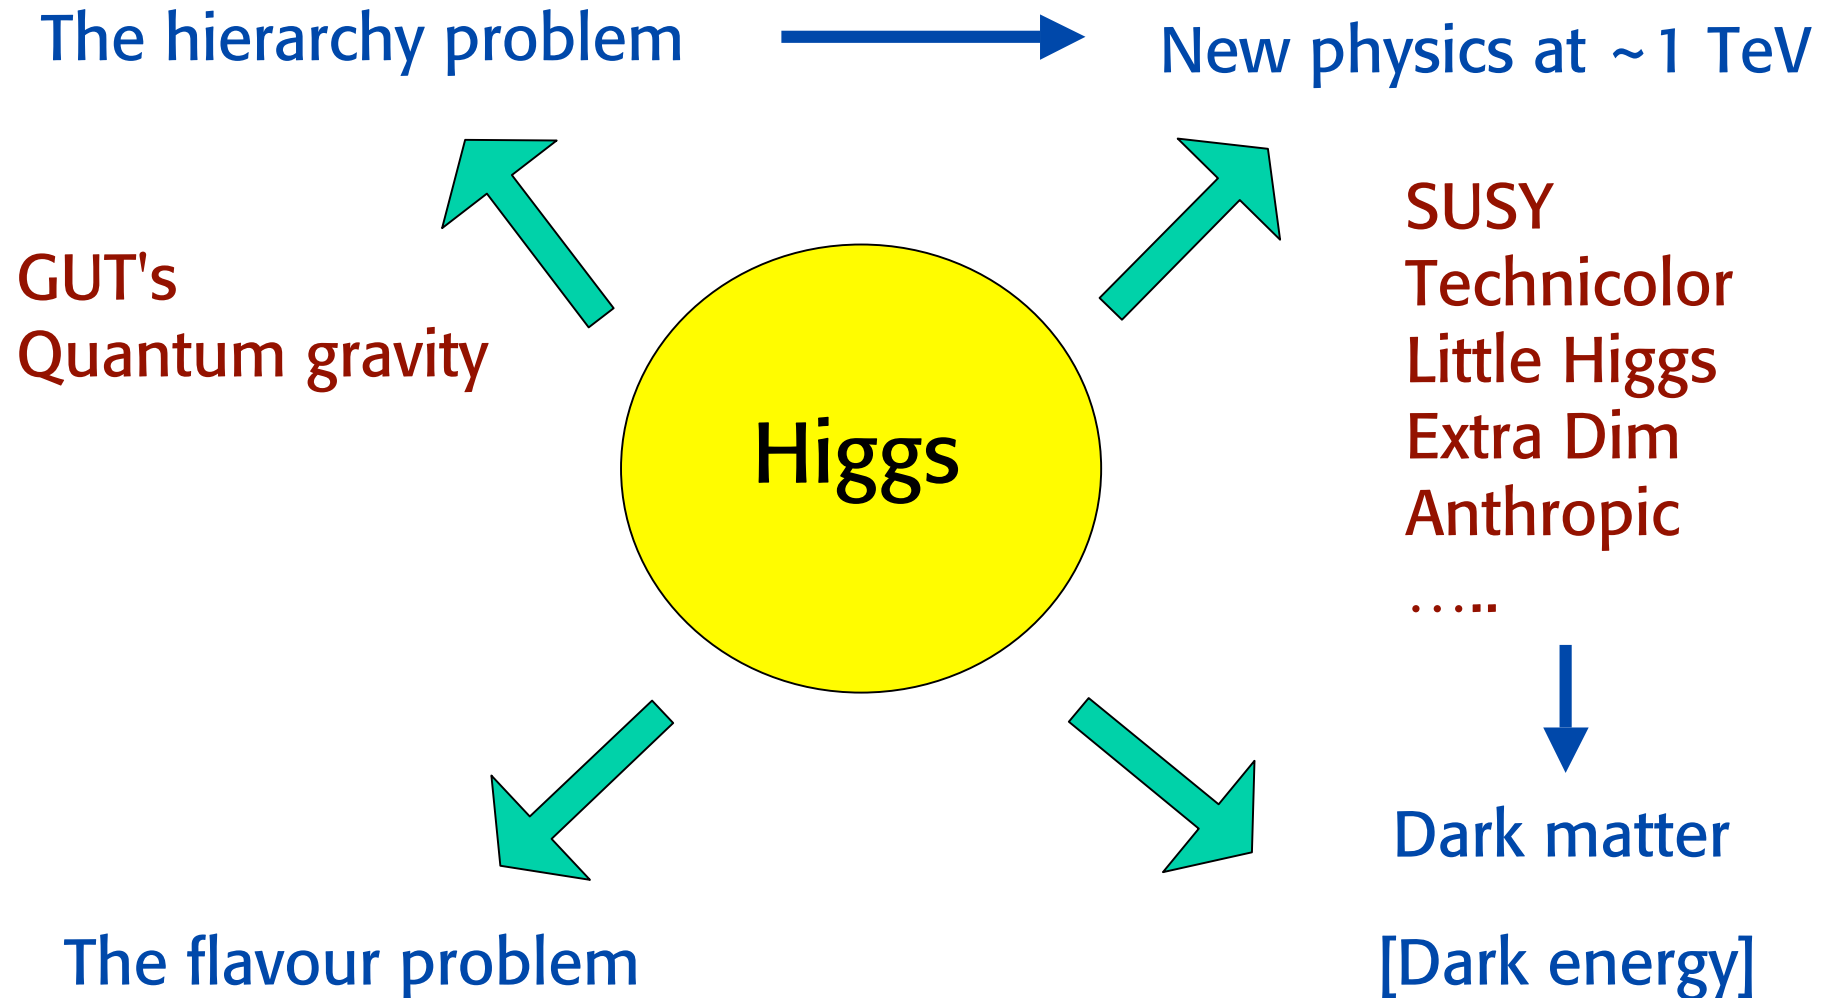 The hierarchy problem
New physics at ~1 TeV
GUT's
Quantum gravity
Higgs
SUSY
Technicolor
Little Higgs
Extra Dim
Anthropic
…..
Dark matter
The flavour problem
[Dark energy]